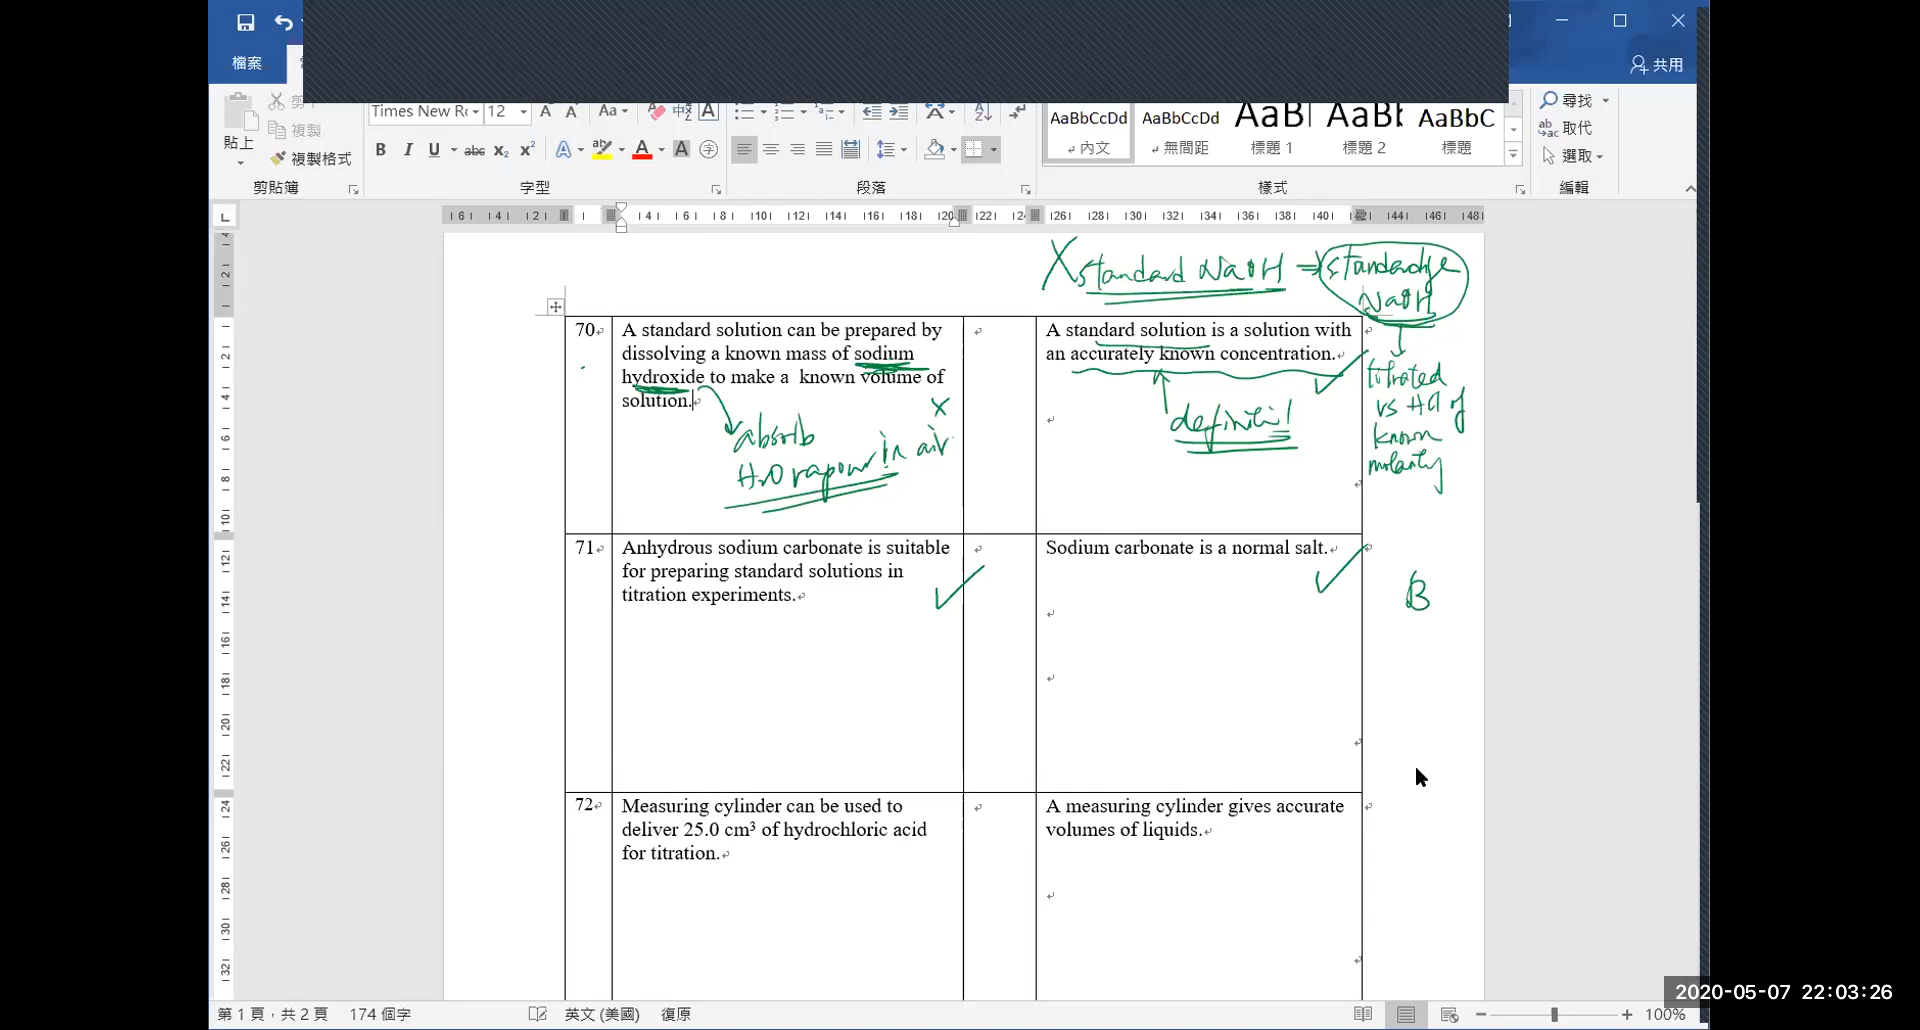 檔案
共用
貼上
複製
複製格式
剪貼簿
Times New Ro
12
Aa
B I U abc x₂ x²
字型
段落
AaBbCcDd
內文
AaBbCcDd
無間距
AaBl
標題 1
AaBb
標題 2
AaBbC
標題
樣式
尋找
取代
選取
編輯
X standard NaOH ⇒ standardize
NaOH
70
A standard solution can be prepared by
dissolving a known mass of sodium
hydroxide to make a known volume of
solution.
X
absorb
H2O vapour in air
A standard solution is a solution with
an accurately known concentration.
definition
titrated
vs HCl of
known
molarity
71
Anhydrous sodium carbonate is suitable
for preparing standard solutions in
titration experiments.
Sodium carbonate is a normal salt.
B
72
Measuring cylinder can be used to
deliver 25.0 cm³ of hydrochloric acid
for titration.
A measuring cylinder gives accurate
volumes of liquids.
第 1 頁，共 2 頁
174 個字
英文 (美國)
復原
100%
2020-05-07 22:03:26